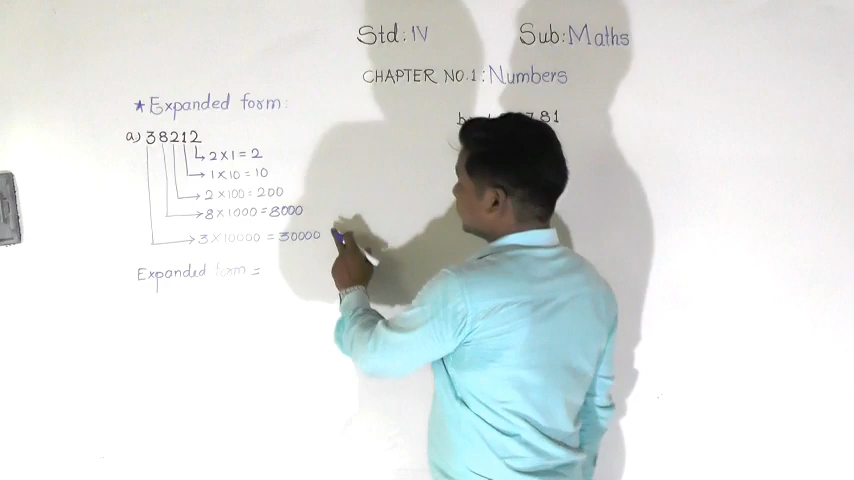 Std: IV Sub: Maths
CHAPTER NO.1: Numbers
★ Expanded form:
a) 38212
2 X 1 = 2
1 X 10 = 10
2 X 100 = 200
8 X 1000 = 8000
3 X 10000 = 30000
Expanded form =
781